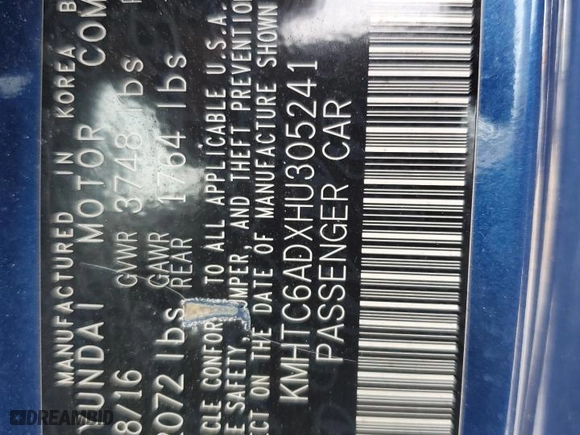 MANUFACTURED IN KOREA B
YUNDAI MOTOR COM
8/16 GVWR 3748 lbs
2072 lbs GAWR REAR 1764 lbs
CLE CONFORMS TO ALL APPLICABLE U.S.A.
E SAFETY, BUMPER, AND THEFT PREVENTION
ECT ON THE DATE OF MANUFACTURE SHOWN
KMHTC6ADXHU305241
PASSENGER CAR
DREAMBID